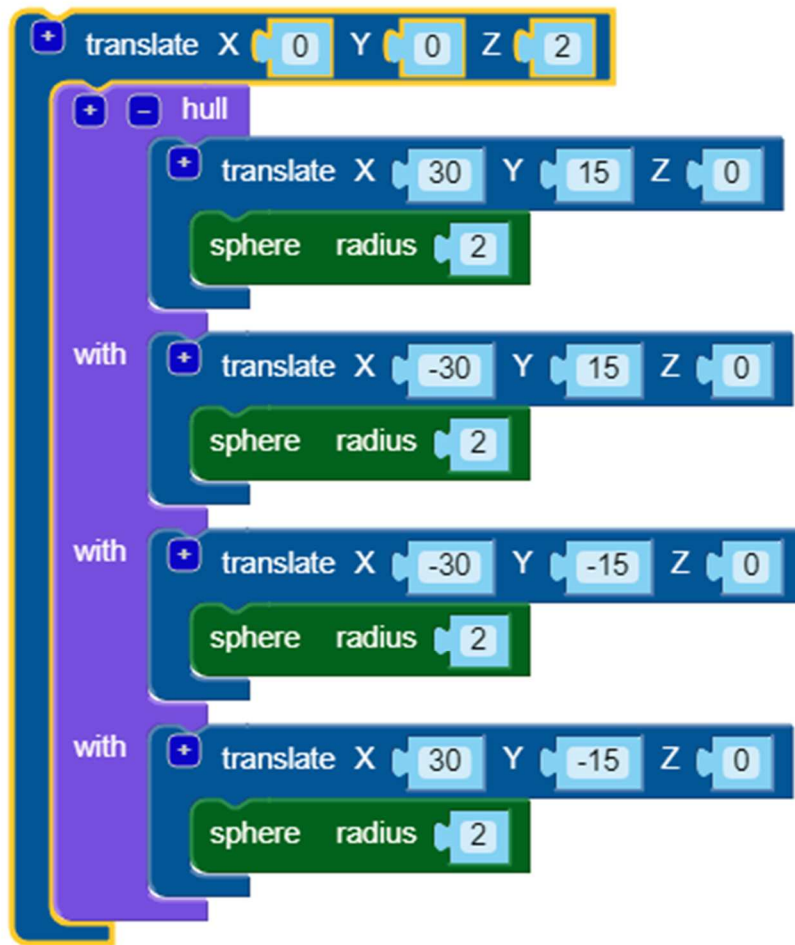 + translate X 0 Y 0 Z 2
+ − hull
+ translate X 30 Y 15 Z 0
sphere radius 2
with + translate X -30 Y 15 Z 0
sphere radius 2
with + translate X -30 Y -15 Z 0
sphere radius 2
with + translate X 30 Y -15 Z 0
sphere radius 2